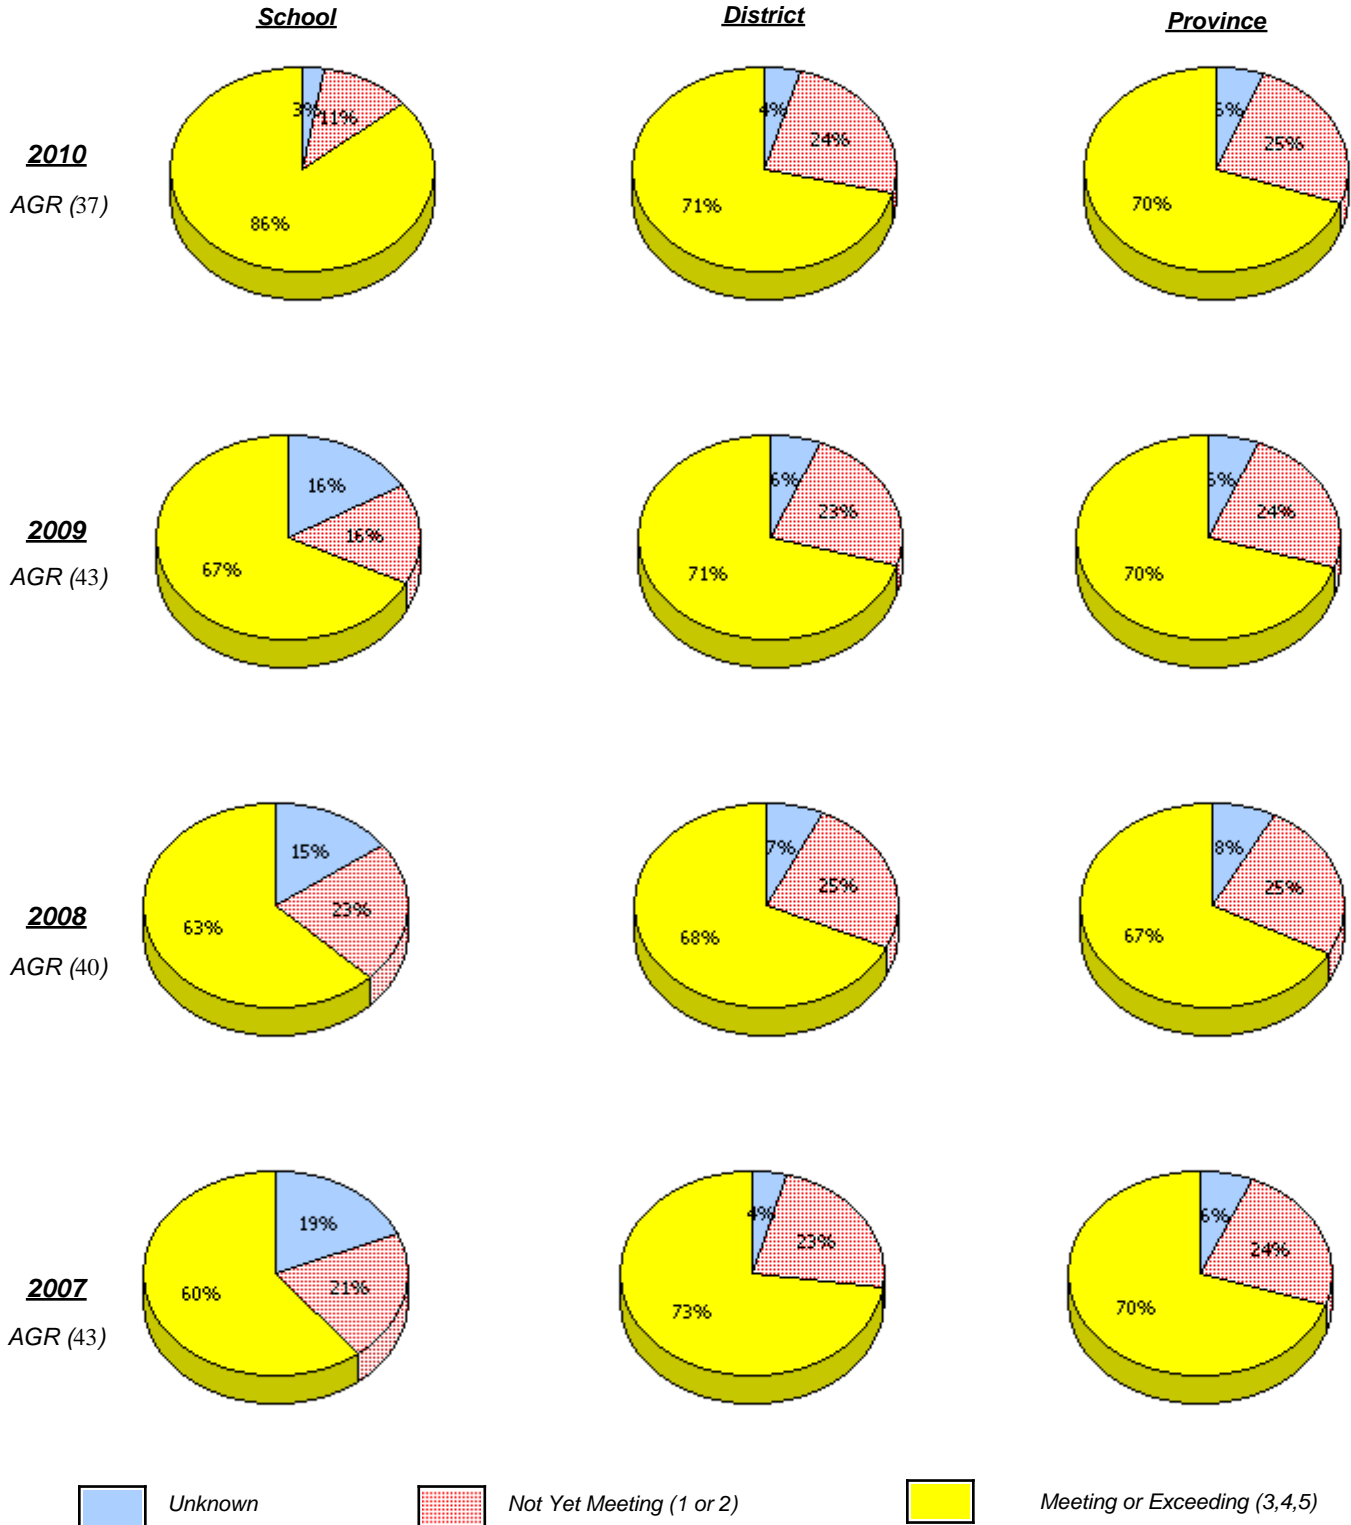 School District Province
3% 11% 86%
4% 24% 71%
25% 70%
2010
AGR (37)
16% 16% 67%
6% 23% 71%
24% 70%
2009
AGR (43)
15% 23% 63%
7% 25% 68%
8% 25% 67%
2008
AGR (40)
19% 21% 60%
4% 23% 73%
6% 24% 70%
2007
AGR (43)
Unknown Not Yet Meeting (1 or 2) Meeting or Exceeding (3,4,5)